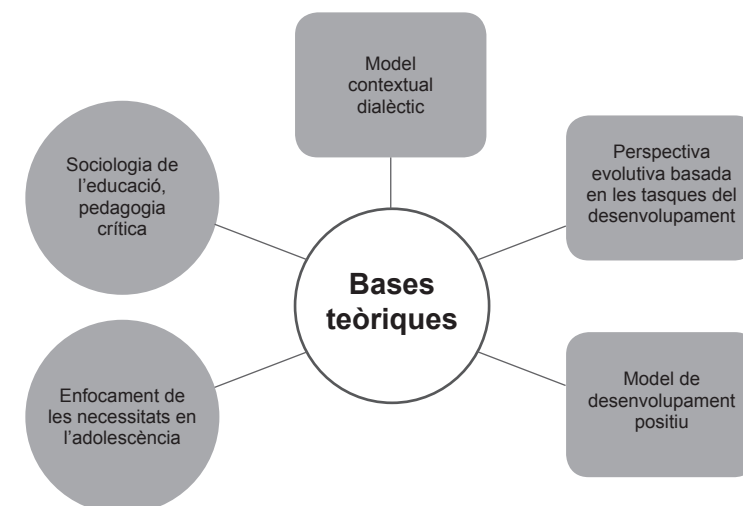 Model
contextual
dialèctic
Sociologia de
l’educació,
pedagogia
crítica
Perspectiva
evolutiva basada
en les tasques del
desenvolupament
Bases
teòriques
Enfocament de
les necessitats en
l’adolescència
Model de
desenvolupament
positiu